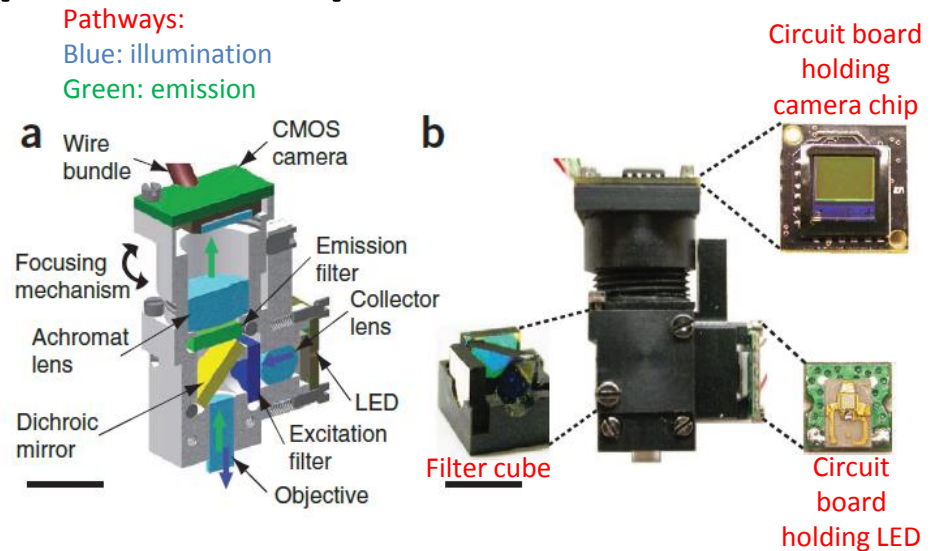 Pathways:
Blue: illumination
Green: emission
a
Wire
bundle
CMOS
camera
Focusing
mechanism
Emission
filter
Collector
lens
Achromat
lens
LED
Dichroic
mirror
Excitation
filter
Objective
b
Circuit board
holding
camera chip
Filter cube
Circuit
board
holding LED